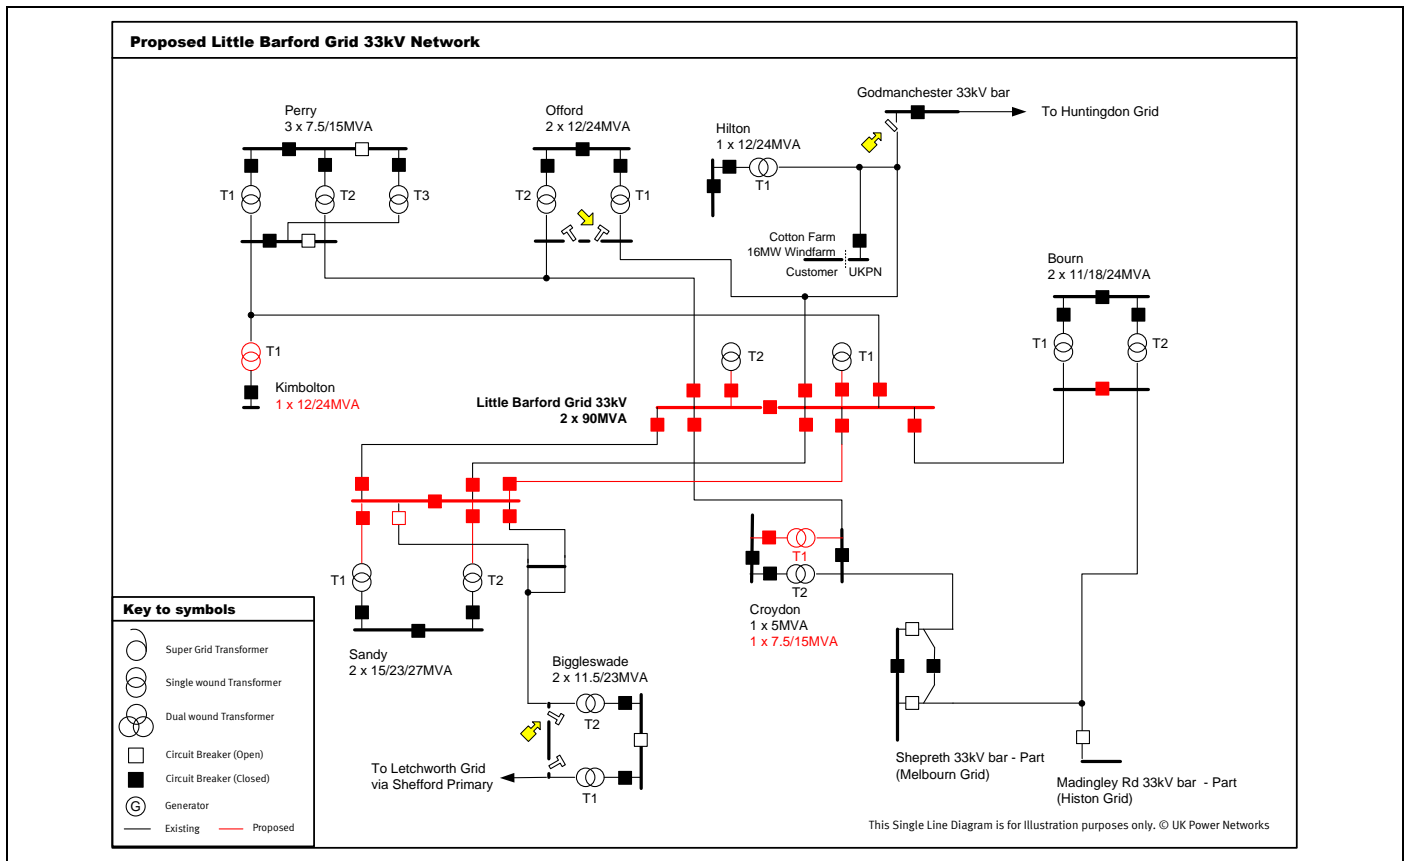 Proposed Little Barford Grid 33kV Network
Perry
3 x 7.5/15MVA
T1
T2
T3
Offord
2 x 12/24MVA
T2
T1
Hilton
1 x 12/24MVA
T1
Godmanchester 33kV bar
To Huntingdon Grid
Cotton Farm
16MW Windfarm
Customer
UKPN
Bourn
2 x 11/18/24MVA
T1
T2
T1
Kimbolton
1 x 12/24MVA
T2
T1
Little Barford Grid 33kV
2 x 90MVA
T1
T2
Sandy
2 x 15/23/27MVA
T1
T2
Croydon
1 x 5MVA
1 x 7.5/15MVA
Biggleswade
2 x 11.5/23MVA
T2
T1
To Letchworth Grid
via Shefford Primary
Shepreth 33kV bar - Part
(Melbourn Grid)
Madingley Rd 33kV bar - Part
(Histon Grid)
Key to symbols
Super Grid Transformer
Single wound Transformer
Dual wound Transformer
Circuit Breaker (Open)
Circuit Breaker (Closed)
G
Generator
Existing
Proposed
This Single Line Diagram is for Illustration purposes only. © UK Power Networks